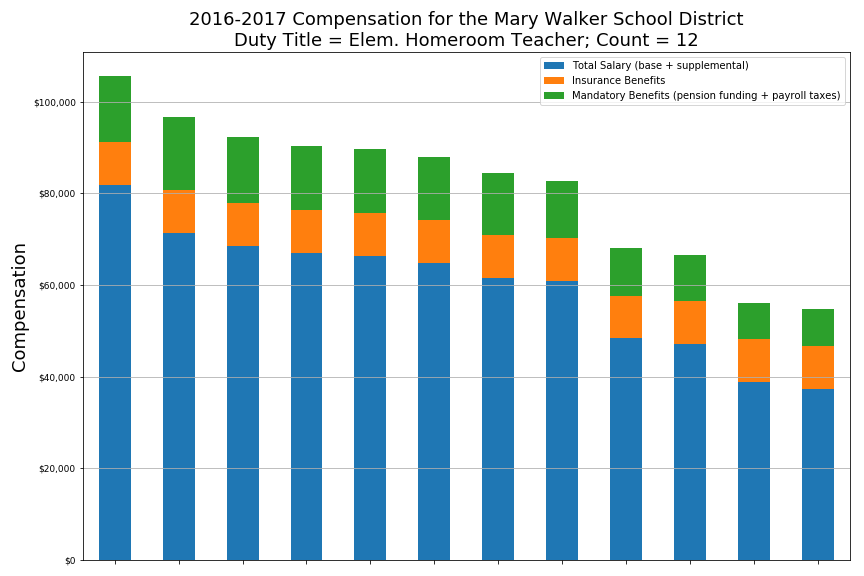 2016-2017 Compensation for the Mary Walker School District
Duty Title = Elem. Homeroom Teacher; Count = 12
Total Salary (base + supplemental)
Insurance Benefits
Mandatory Benefits (pension funding + payroll taxes)
Compensation
$100,000
$80,000
$60,000
$40,000
$20,000
$0